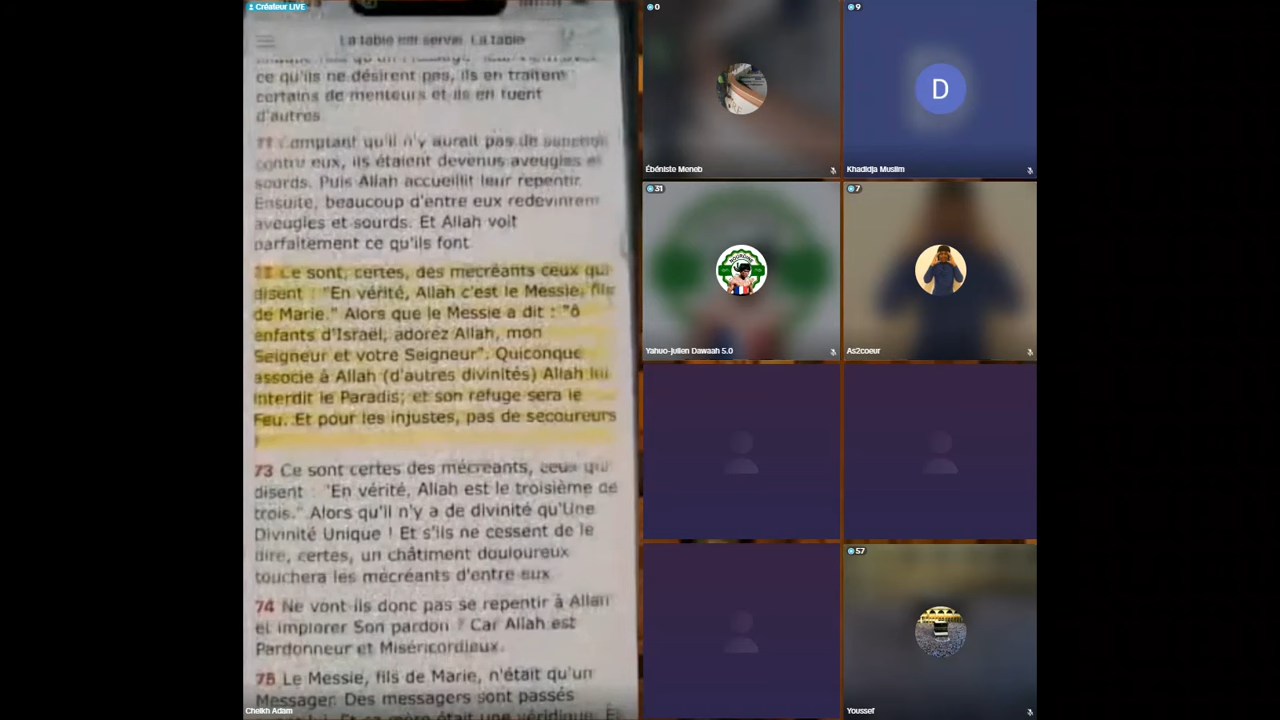 Créateur LIVE
La table est servie. La table
ce qu'ils ne désirent pas, ils en traitent
certains de menteurs et ils en tuent
d'autres.
71 Comptant qu'il n'y aurait pas de sanction
contre eux, ils étaient devenus aveugles et
sourds. Puis Allah accueillit leur repentir.
Ensuite, beaucoup d'entre eux redevinrent
aveugles et sourds. Et Allah voit
parfaitement ce qu'ils font.
Ce sont, certes, des mécréants ceux qui
disent : "En vérité, Allah c'est le Messie, fils
de Marie." Alors que le Messie a dit : "ô
enfants d'Israël, adorez Allah, mon
Seigneur et votre Seigneur". Quiconque
associe à Allah (d'autres divinités) Allah lui
interdit le Paradis; et son refuge sera le
Feu. Et pour les injustes, pas de secoureurs
!
73 Ce sont certes des mécréants, ceux qui
disent : "En vérité, Allah est le troisième de
trois." Alors qu'il n'y a de divinité qu'Une
Divinité Unique ! Et s'ils ne cessent de le
dire, certes, un châtiment douloureux
touchera les mécréants d'entre eux.
74 Ne vont-ils donc pas se repentir à Allah
et implorer Son pardon ? Car Allah est
Pardonneur et Miséricordieux.
75 Le Messie, fils de Marie, n'était qu'un
Messager. Des messagers sont passés
Et sa mère était une véridique. Et
Cheikh Adam
0
Ébéniste Meneb
9
D
Khadidja Muslim
31
Yahuo-julien Dawaah 5.0
7
As2coeur
57
Youssef